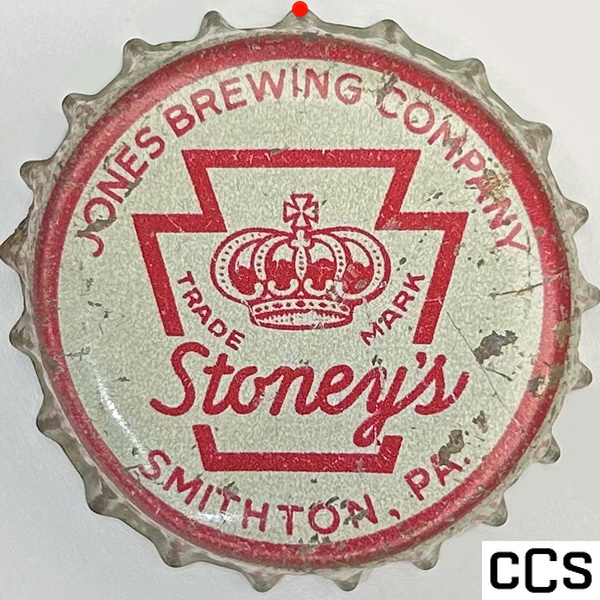 JONES BREWING COMPANY
TRADE MARK
Stoney's
SMITHTON, PA.
CCS